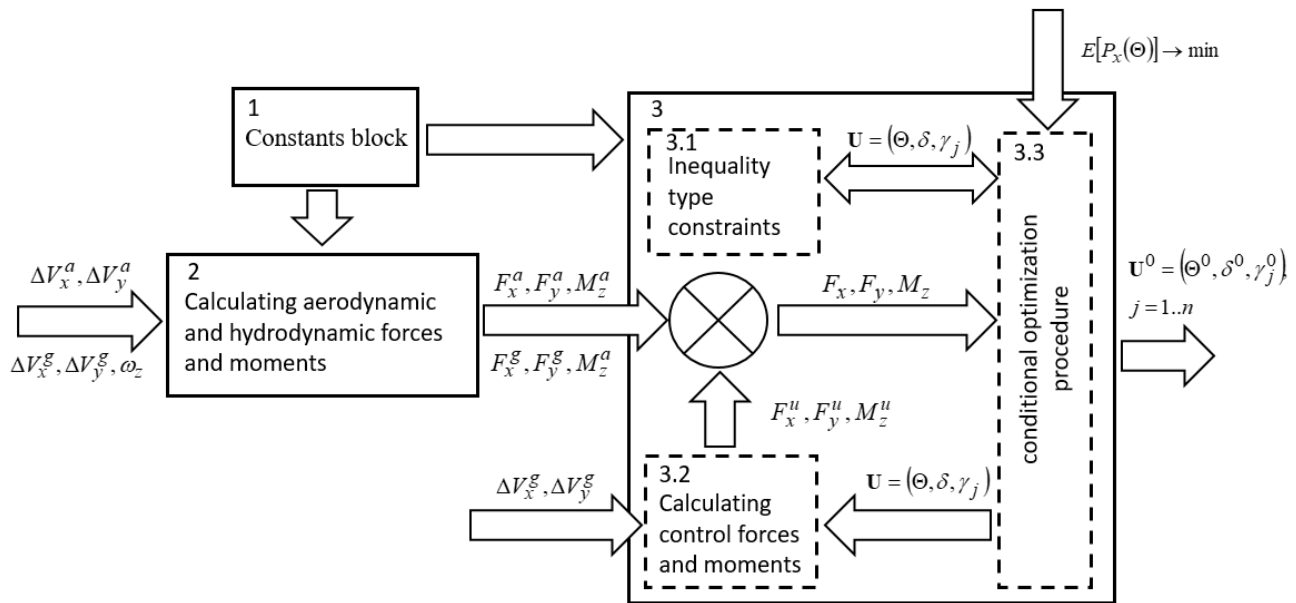 E[P_x(Θ)] → min
1
Constants block
3
3.1
Inequality
type
constraints
U = (Θ, δ, γ_j)
3.3
conditional optimization
procedure
ΔV_x^a, ΔV_y^a
ΔV_x^g, ΔV_y^g, ω_z
2
Calculating aerodynamic
and hydrodynamic forces
and moments
F_x^a, F_y^a, M_z^a
F_x^g, F_y^g, M_z^a
F_x, F_y, M_z
U^0 = (Θ^0, δ^0, γ_j^0),
j = 1..n
F_x^u, F_y^u, M_z^u
ΔV_x^g, ΔV_y^g
3.2
Calculating
control forces
and moments
U = (Θ, δ, γ_j)